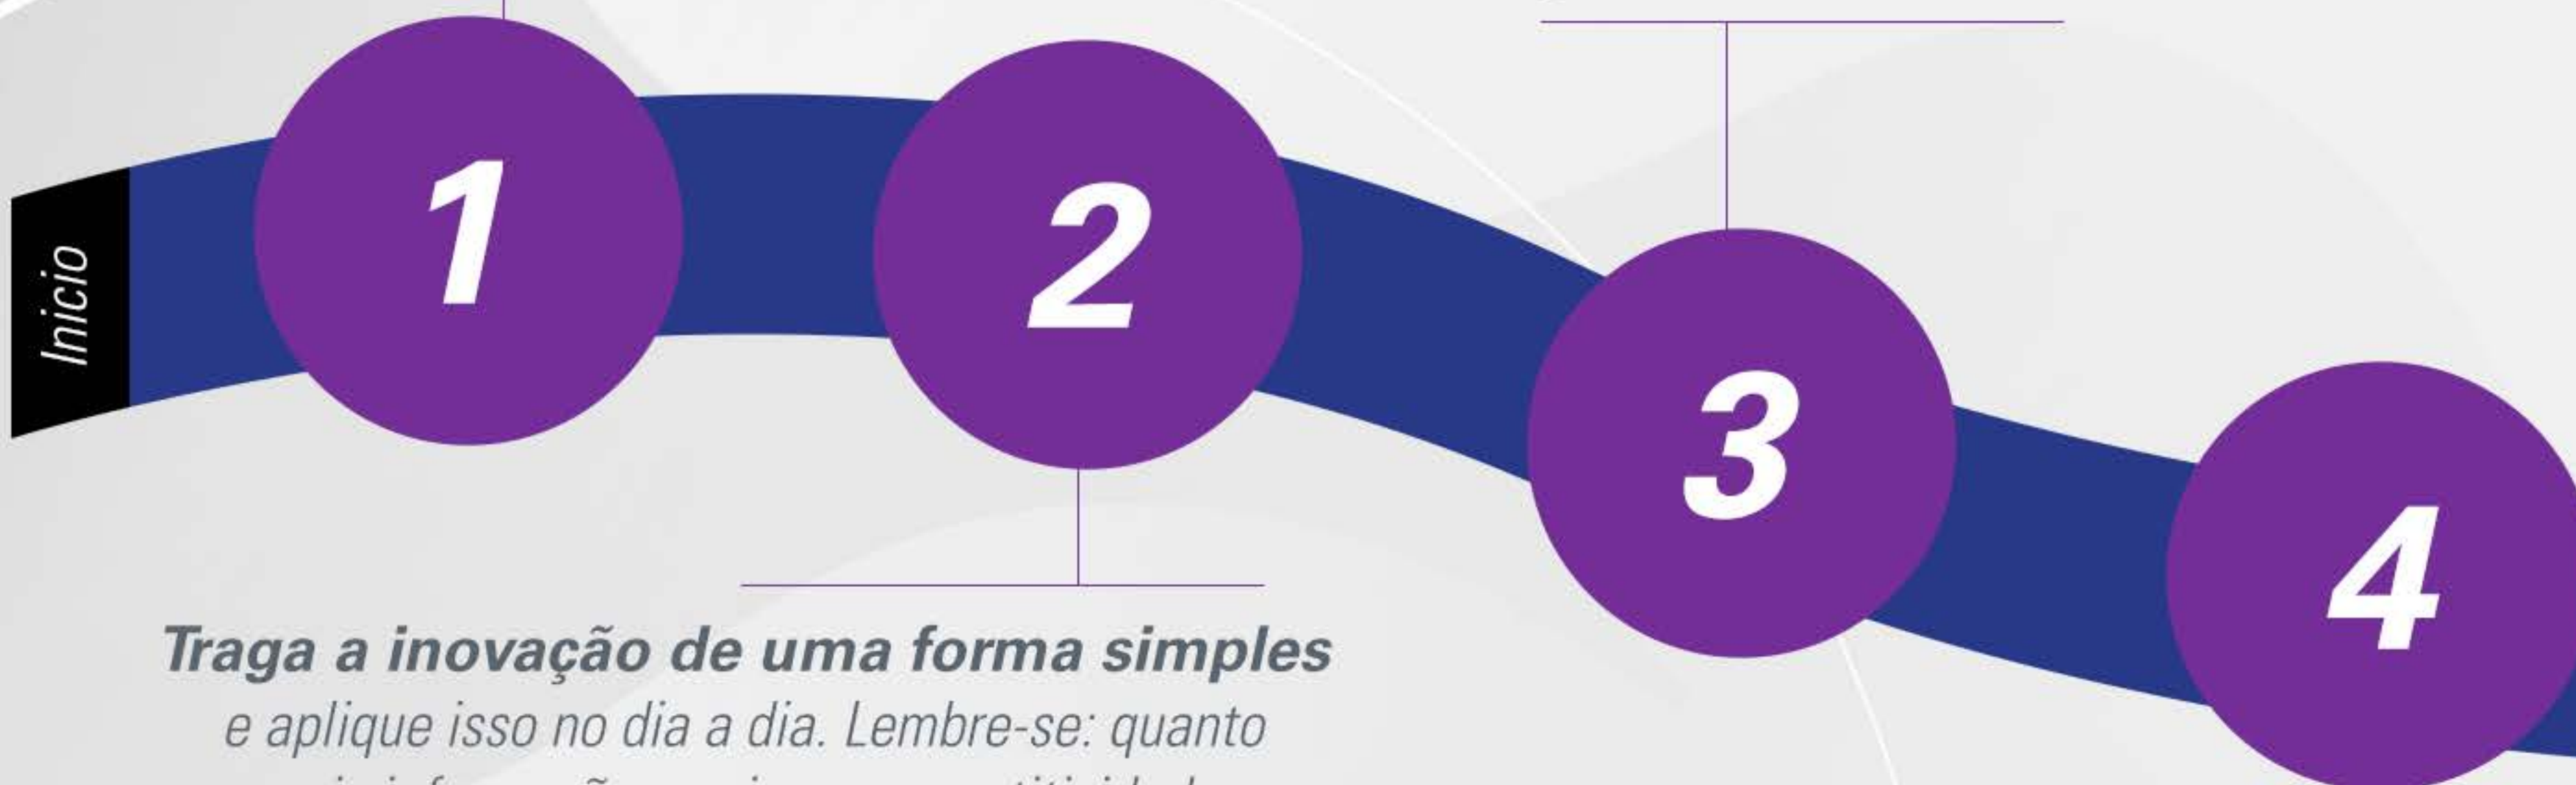 Inicio
1
2
3
4
Traga a inovação de uma forma simples
e aplique isso no dia a dia. Lembre-se: quanto